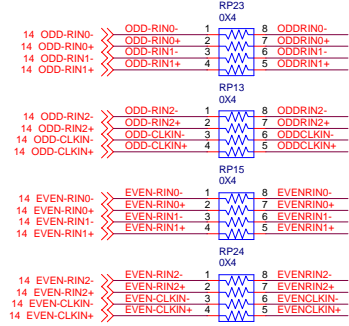 RP23
0X4
14 ODD-RIN0- ODD-RIN0- 1 8 ODDRIN0-
14 ODD-RIN0+ ODD-RIN0+ 2 7 ODDRIN0+
14 ODD-RIN1- ODD-RIN1- 3 6 ODDRIN1-
14 ODD-RIN1+ ODD-RIN1+ 4 5 ODDRIN1+
RP13
0X4
14 ODD-RIN2- ODD-RIN2- 1 8 ODDRIN2-
14 ODD-RIN2+ ODD-RIN2+ 2 7 ODDRIN2+
14 ODD-CLKIN- ODD-CLKIN- 3 6 ODDCLKIN-
14 ODD-CLKIN+ ODD-CLKIN+ 4 5 ODDCLKIN+
RP15
0X4
14 EVEN-RIN0- EVEN-RIN0- 1 8 EVENRIN0-
14 EVEN-RIN0+ EVEN-RIN0+ 2 7 EVENRIN0+
14 EVEN-RIN1- EVEN-RIN1- 3 6 EVENRIN1-
14 EVEN-RIN1+ EVEN-RIN1+ 4 5 EVENRIN1+
RP24
0X4
14 EVEN-RIN2- EVEN-RIN2- 1 8 EVENRIN2-
14 EVEN-RIN2+ EVEN-RIN2+ 2 7 EVENRIN2+
14 EVEN-CLKIN- EVEN-CLKIN- 3 6 EVENCLKIN-
14 EVEN-CLKIN+ EVEN-CLKIN+ 4 5 EVENCLKIN+